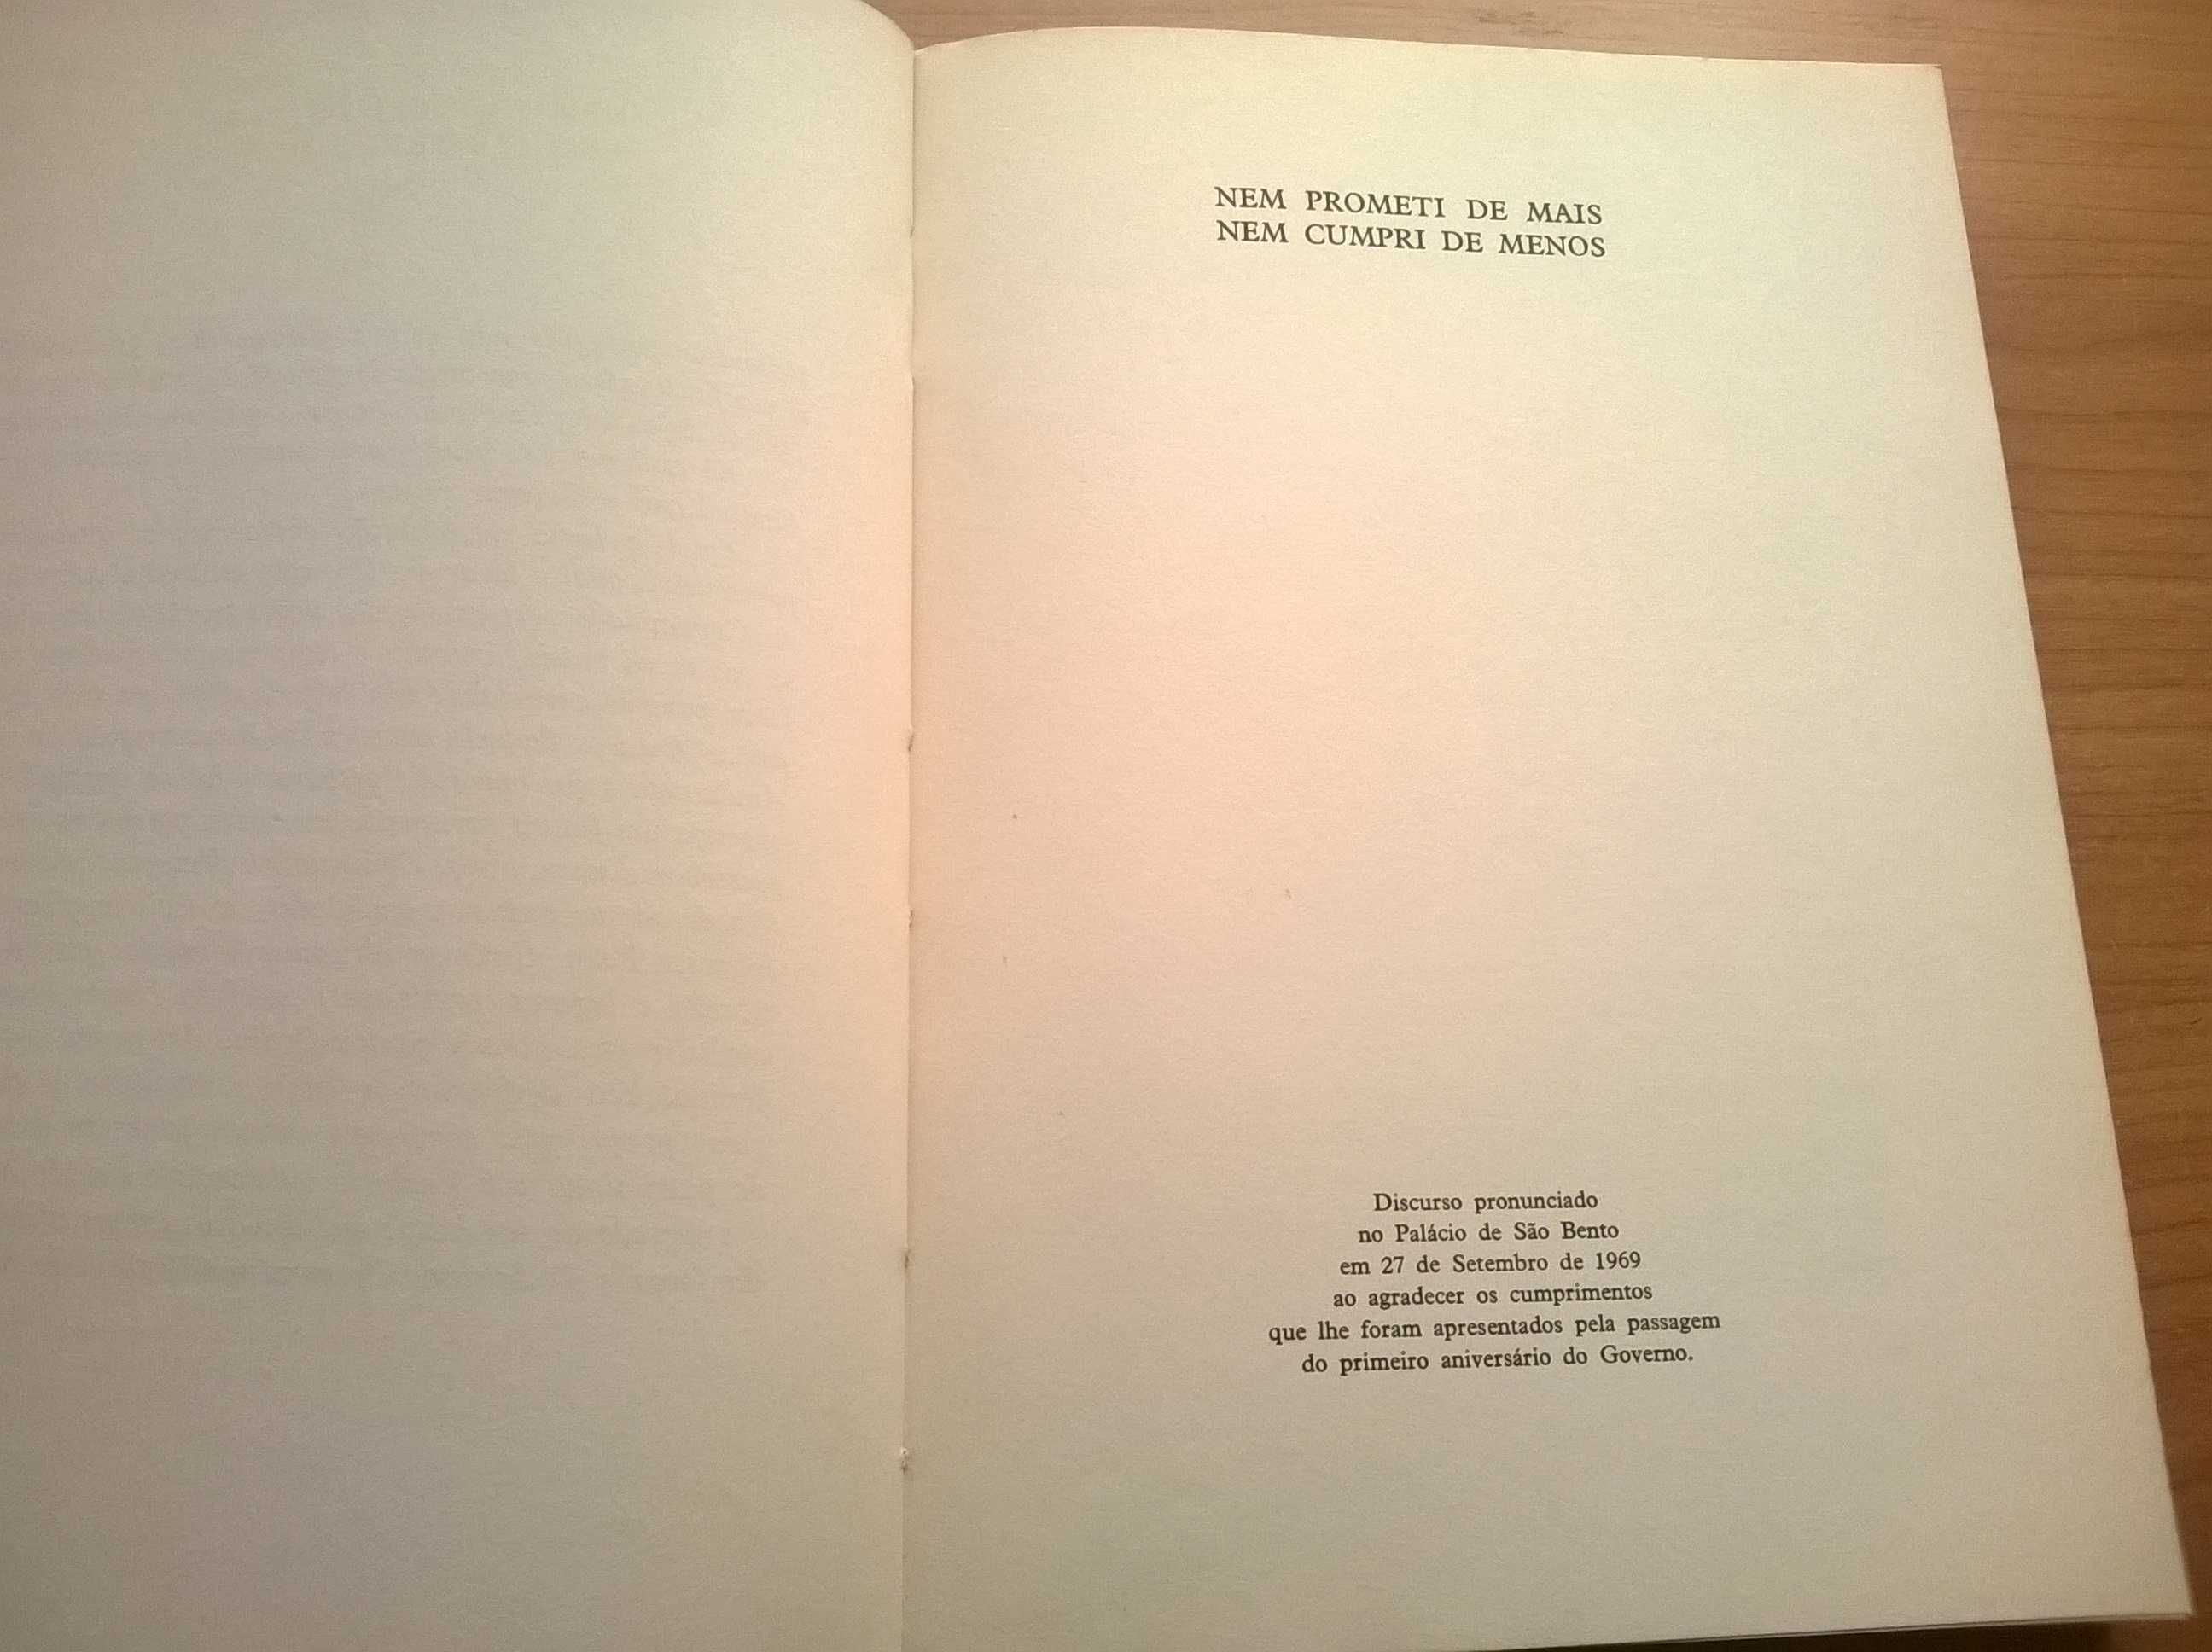 NEM PROMETI DE MAIS
NEM CUMPRI DE MENOS
Discurso pronunciado
no Palácio de São Bento
em 27 de Setembro de 1969
ao agradecer os cumprimentos
que lhe foram apresentados pela passagem
do primeiro aniversário do Governo.